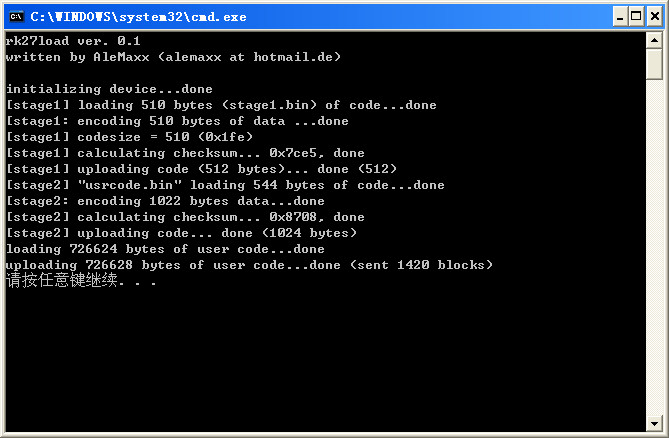 C:\WINDOWS\system32\cmd.exe
rk27load ver. 0.1
written by AleMaxx (alemaxx at hotmail.de)
initializing device...done
[stage1] loading 510 bytes (stage1.bin) of code...done
[stage1: encoding 510 bytes of data ...done
[stage1] codesize = 510 (0x1fe)
[stage1] calculating checksum... 0x7ce5, done
[stage1] uploading code (512 bytes)... done (512)
[stage2] "usrcode.bin" loading 544 bytes of code...done
[stage2: encoding 1022 bytes data...done
[stage2] calculating checksum... 0x8708, done
[stage2] uploading code... done (1024 bytes)
loading 726624 bytes of user code...done
uploading 726628 bytes of user code...done (sent 1420 blocks)
请按任意键继续. . .